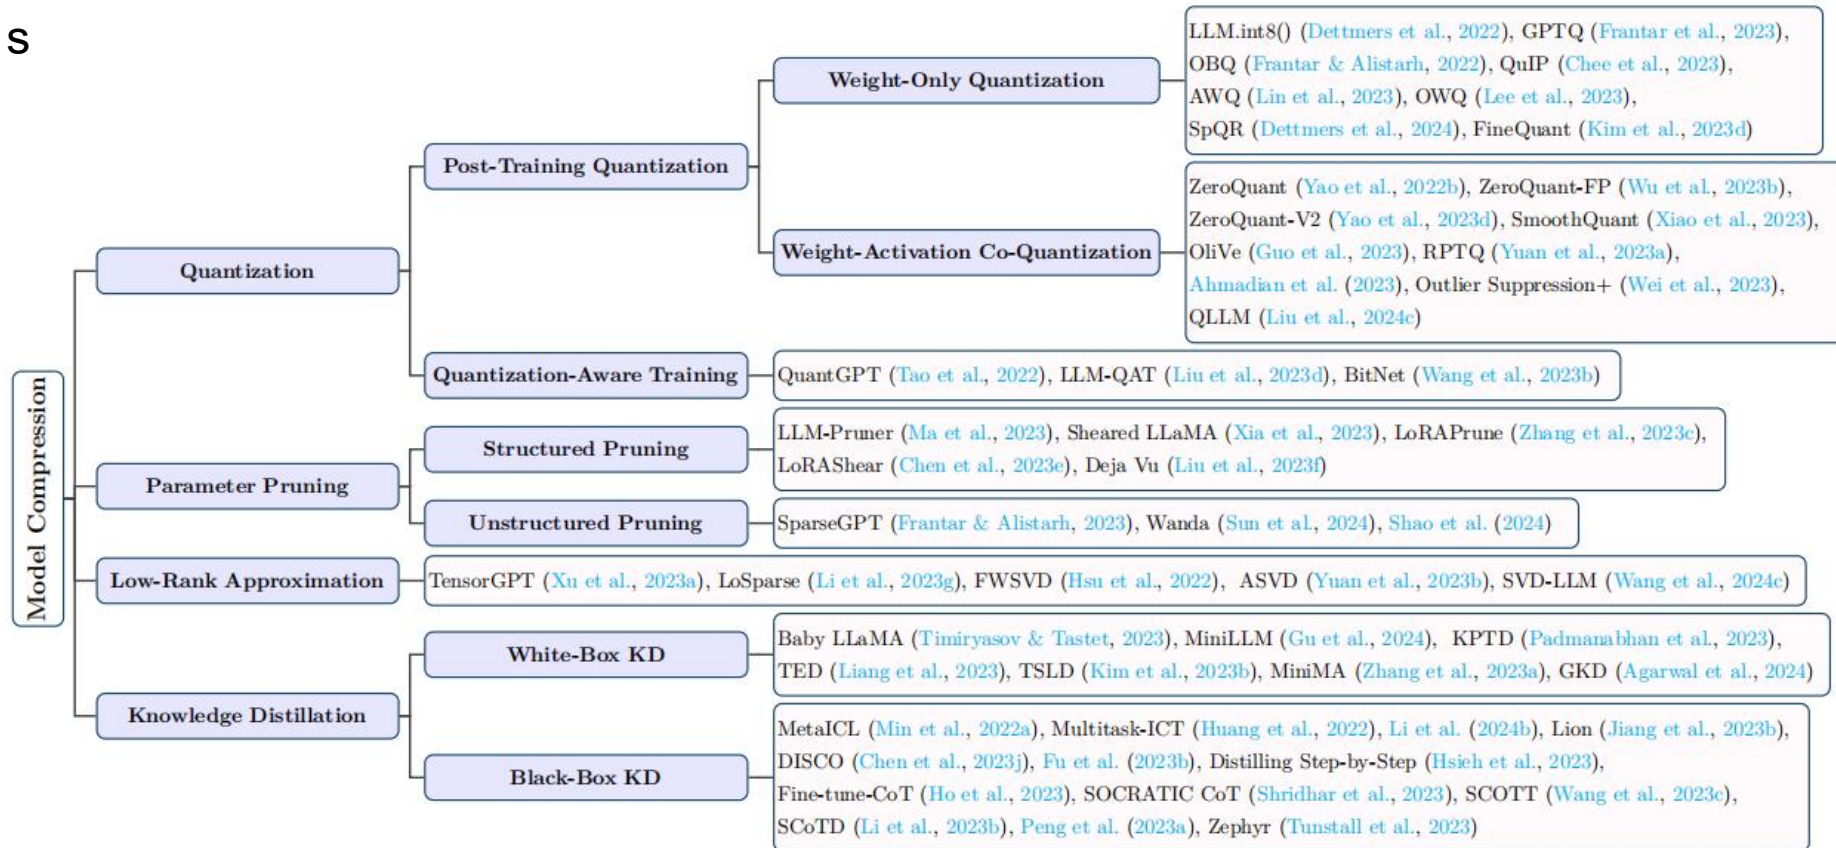 s
Model Compression
Quantization
Post-Training Quantization
Weight-Only Quantization
LLM.int8() (Dettmers et al., 2022), GPTQ (Frantar et al., 2023),
OBQ (Frantar & Alistarh, 2022), QuIP (Chee et al., 2023),
AWQ (Lin et al., 2023), OWQ (Lee et al., 2023),
SpQR (Dettmers et al., 2024), FineQuant (Kim et al., 2023d)
Weight-Activation Co-Quantization
ZeroQuant (Yao et al., 2022b), ZeroQuant-FP (Wu et al., 2023b),
ZeroQuant-V2 (Yao et al., 2023d), SmoothQuant (Xiao et al., 2023),
OliVe (Guo et al., 2023), RPTQ (Yuan et al., 2023a),
Ahmadian et al. (2023), Outlier Suppression+ (Wei et al., 2023),
QLLM (Liu et al., 2024c)
Quantization-Aware Training
QuantGPT (Tao et al., 2022), LLM-QAT (Liu et al., 2023d), BitNet (Wang et al., 2023b)
Parameter Pruning
Structured Pruning
LLM-Pruner (Ma et al., 2023), Sheared LLaMA (Xia et al., 2023), LoRAPrune (Zhang et al., 2023c),
LoRAShear (Chen et al., 2023e), Deja Vu (Liu et al., 2023f)
Unstructured Pruning
SparseGPT (Frantar & Alistarh, 2023), Wanda (Sun et al., 2024), Shao et al. (2024)
Low-Rank Approximation
TensorGPT (Xu et al., 2023a), LoSparse (Li et al., 2023g), FWSVD (Hsu et al., 2022), ASVD (Yuan et al., 2023b), SVD-LLM (Wang et al., 2024c)
Knowledge Distillation
White-Box KD
Baby LLaMA (Timiryasov & Tastet, 2023), MiniLLM (Gu et al., 2024), KPTD (Padmanabhan et al., 2023),
TED (Liang et al., 2023), TSLD (Kim et al., 2023b), MiniMA (Zhang et al., 2023a), GKD (Agarwal et al., 2024)
Black-Box KD
MetaICL (Min et al., 2022a), Multitask-ICT (Huang et al., 2022), Li et al. (2024b), Lion (Jiang et al., 2023b),
DISCO (Chen et al., 2023j), Fu et al. (2023b), Distilling Step-by-Step (Hsieh et al., 2023),
Fine-tune-CoT (Ho et al., 2023), SOCRATIC CoT (Shridhar et al., 2023), SCOTT (Wang et al., 2023c),
SCoTD (Li et al., 2023b), Peng et al. (2023a), Zephyr (Tunstall et al., 2023)